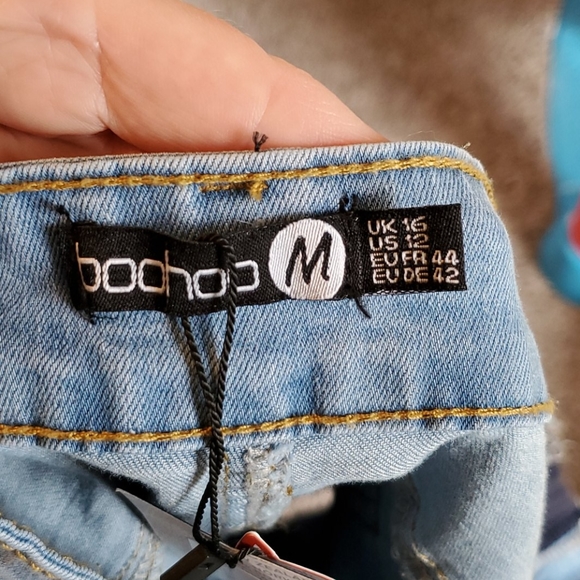 boohoo M
UK 16
US 12
EU FR 44
EU DE 42